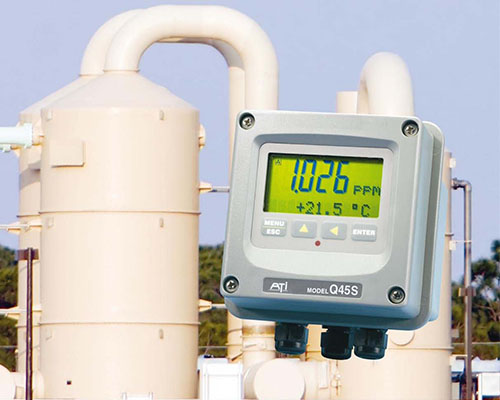 1.026 PPM
+21.5 °C
MENU
ESC
ENTER
ATI
MODEL Q45S